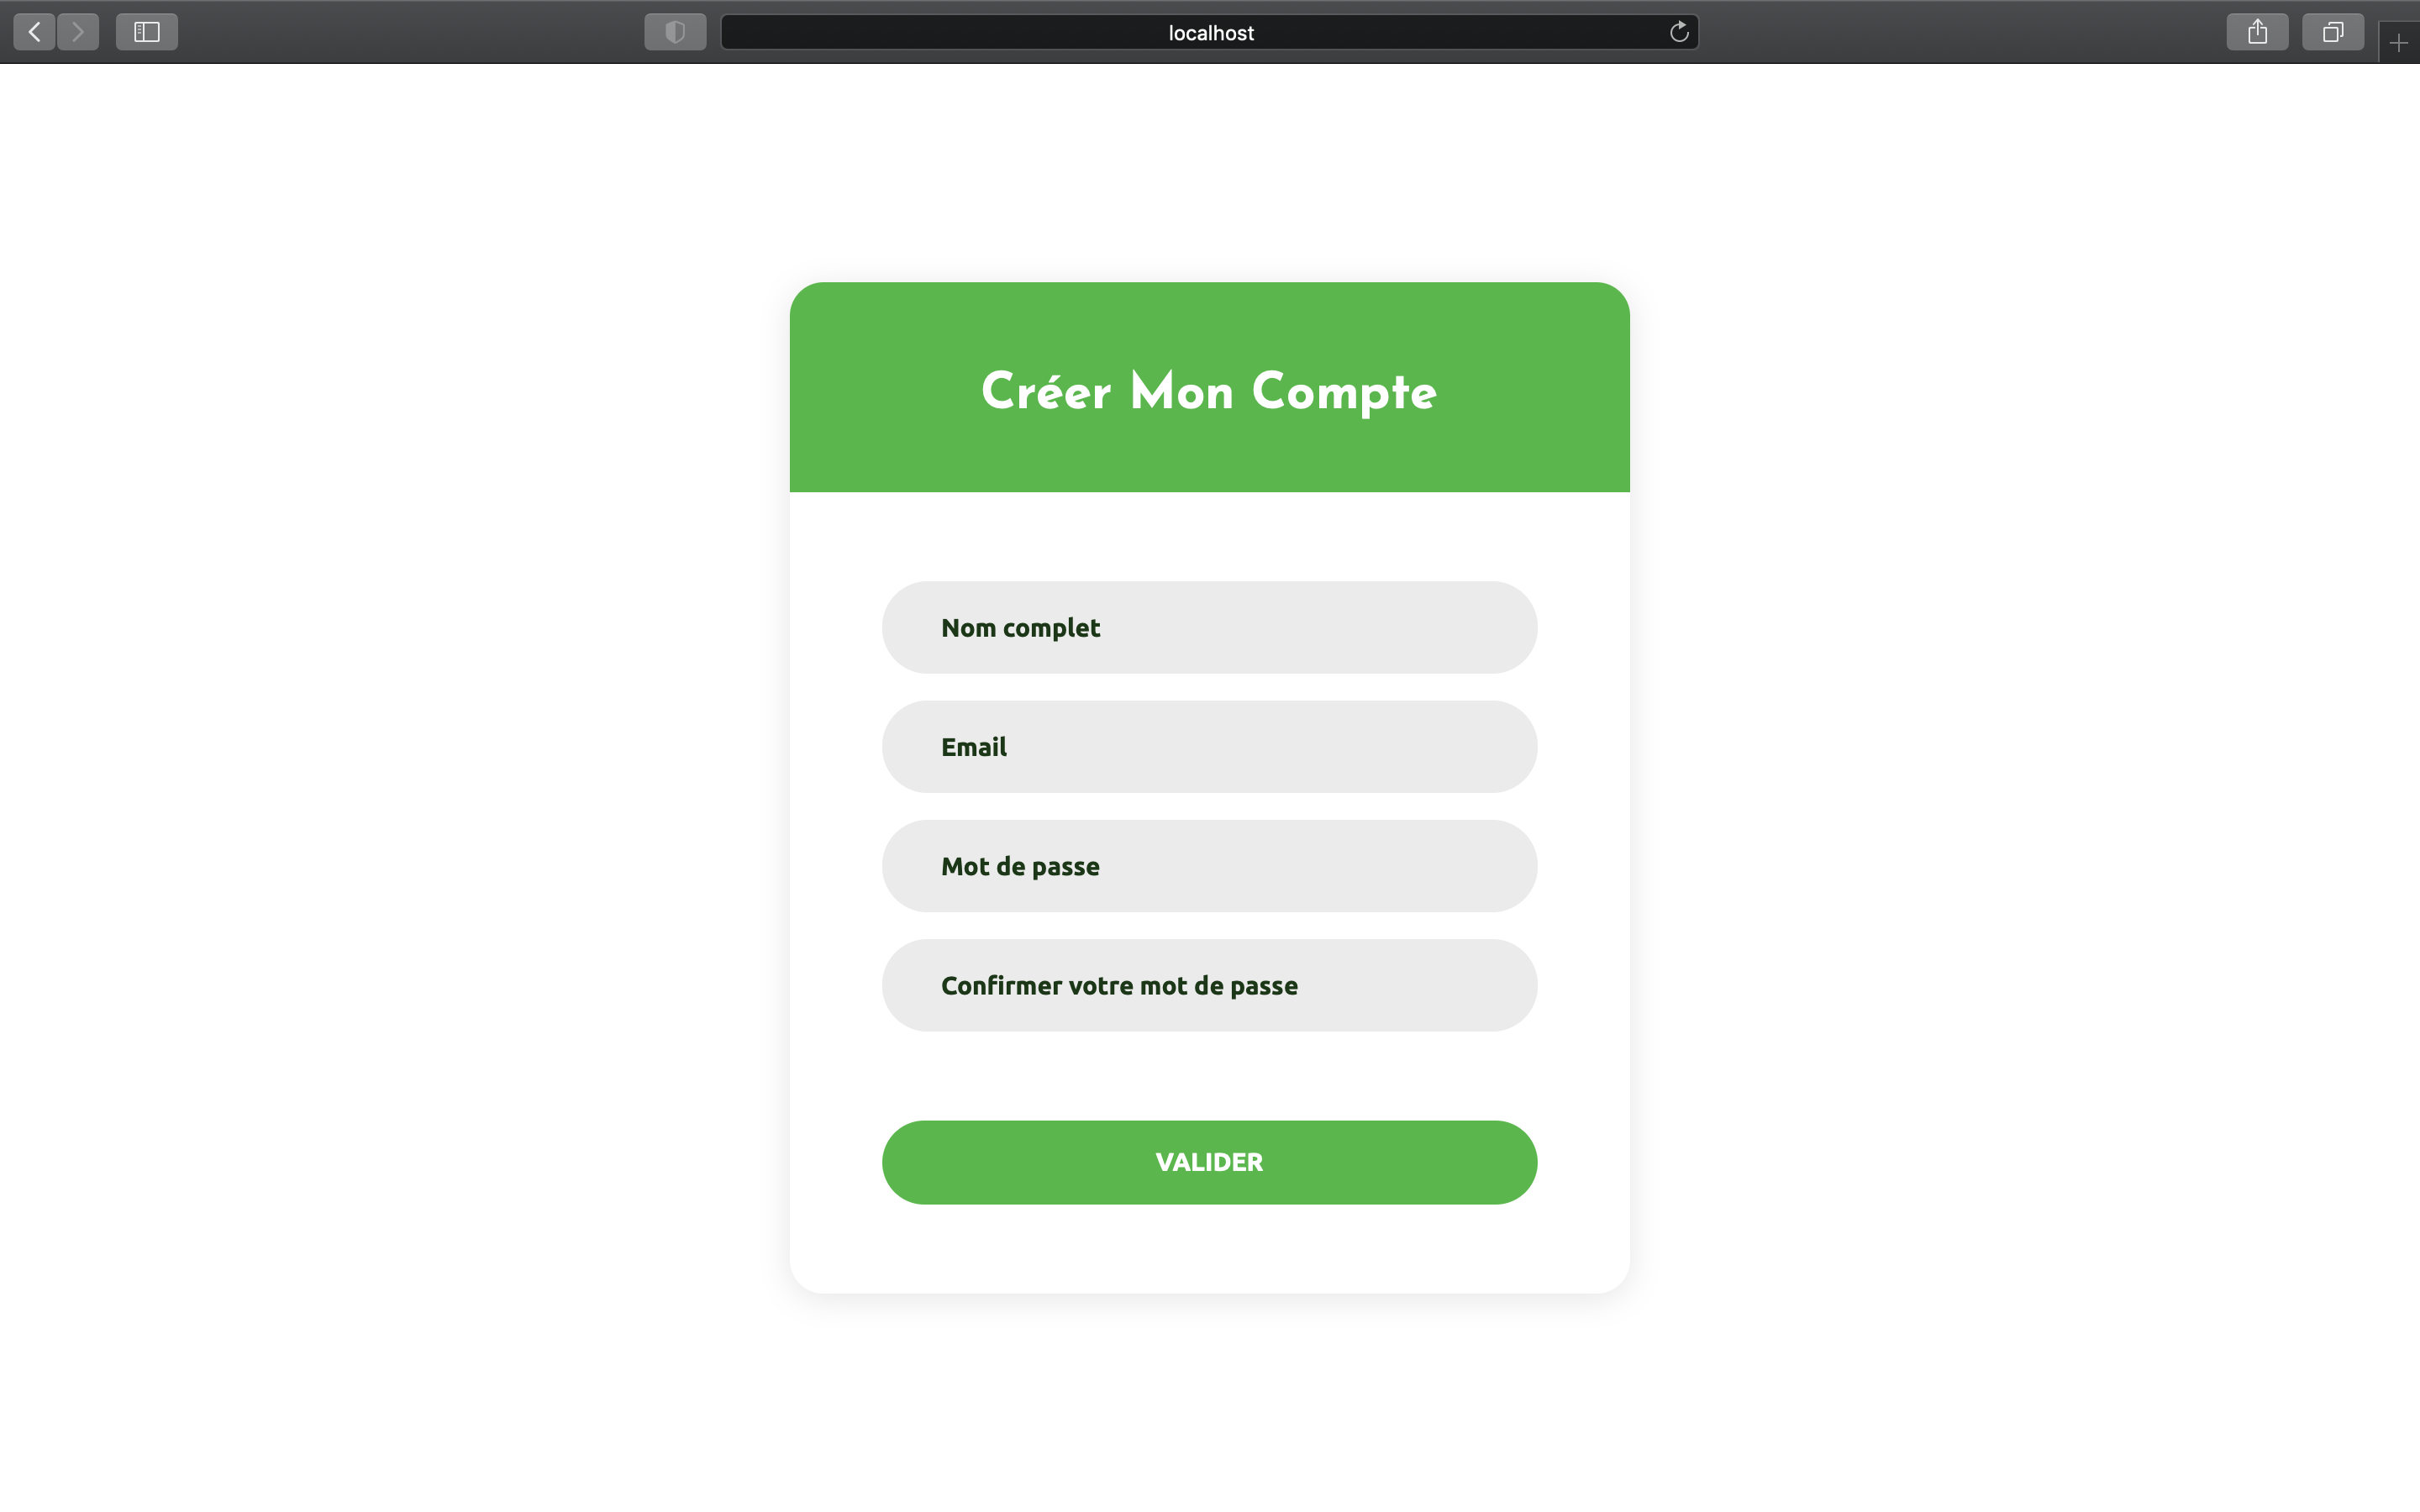 localhost
Créer Mon Compte
Nom complet
Email
Mot de passe
Confirmer votre mot de passe
VALIDER